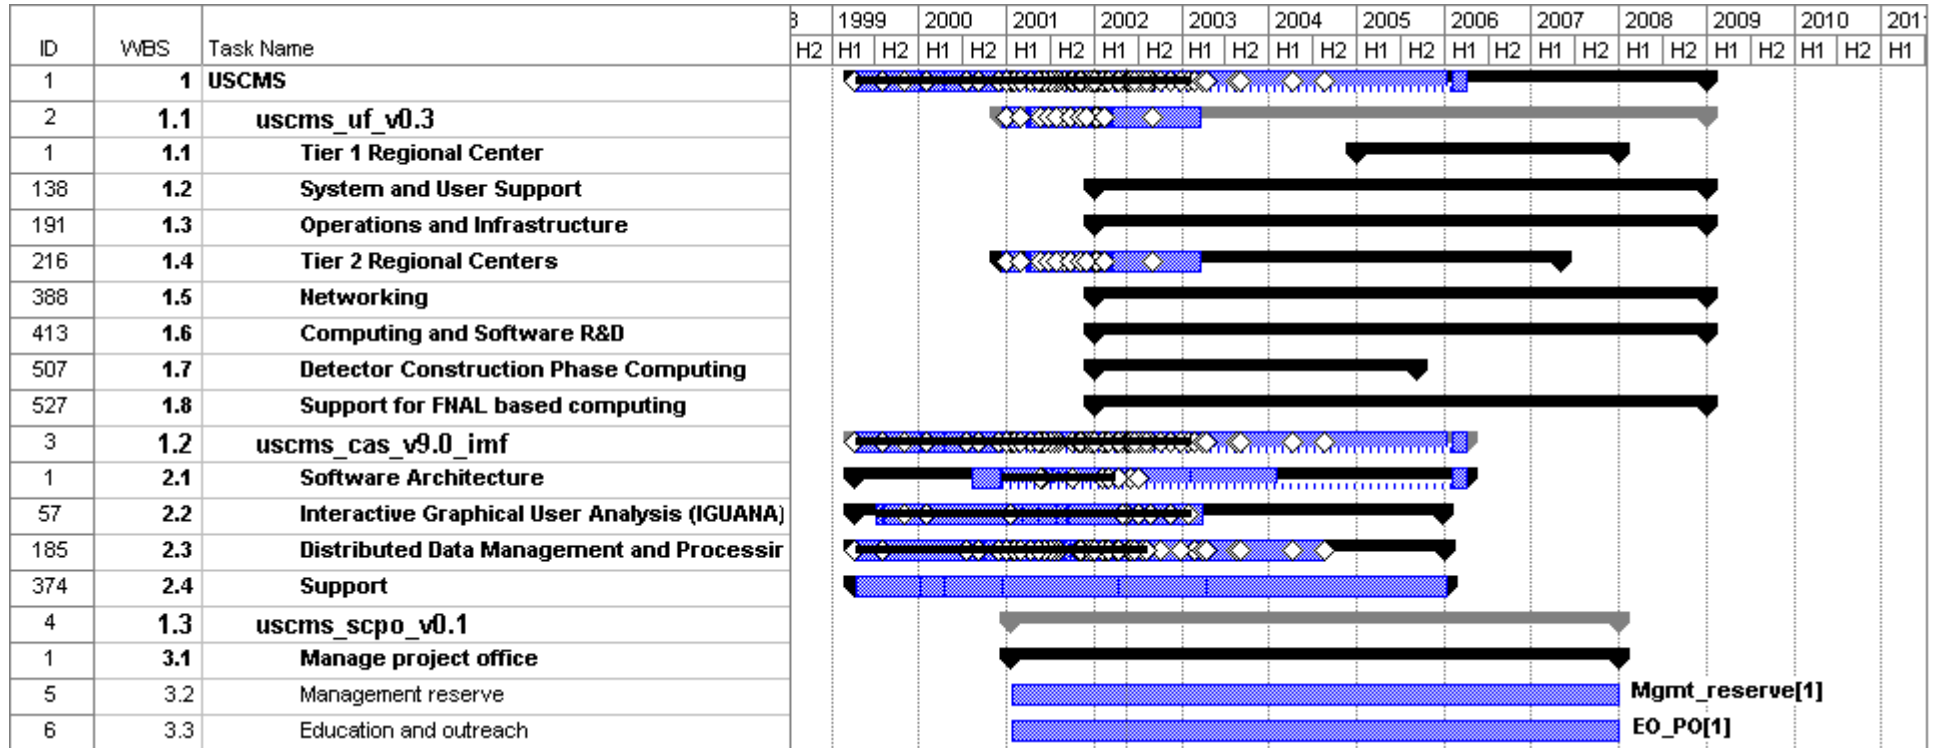 3 1999 2000 2001 2002 2003 2004 2005 2006 2007 2008 2009 2010 201
ID WBS Task Name H2 H1 H2 H1 H2 H1 H2 H1 H2 H1 H2 H1 H2 H1 H2 H1 H2 H1 H2 H1 H2 H1 H2 H1 H2 H1
1 1 USCMS
2 1.1 uscms_uf_v0.3
1 1.1 Tier 1 Regional Center
138 1.2 System and User Support
191 1.3 Operations and Infrastructure
216 1.4 Tier 2 Regional Centers
388 1.5 Networking
413 1.6 Computing and Software R&D
507 1.7 Detector Construction Phase Computing
527 1.8 Support for FNAL based computing
3 1.2 uscms_cas_v9.0_imf
1 2.1 Software Architecture
57 2.2 Interactive Graphical User Analysis (IGUANA)
185 2.3 Distributed Data Management and Processir
374 2.4 Support
4 1.3 uscms_scpo_v0.1
1 3.1 Manage project office
5 3.2 Management reserve Mgmt_reserve[1]
6 3.3 Education and outreach EO_PO[1]